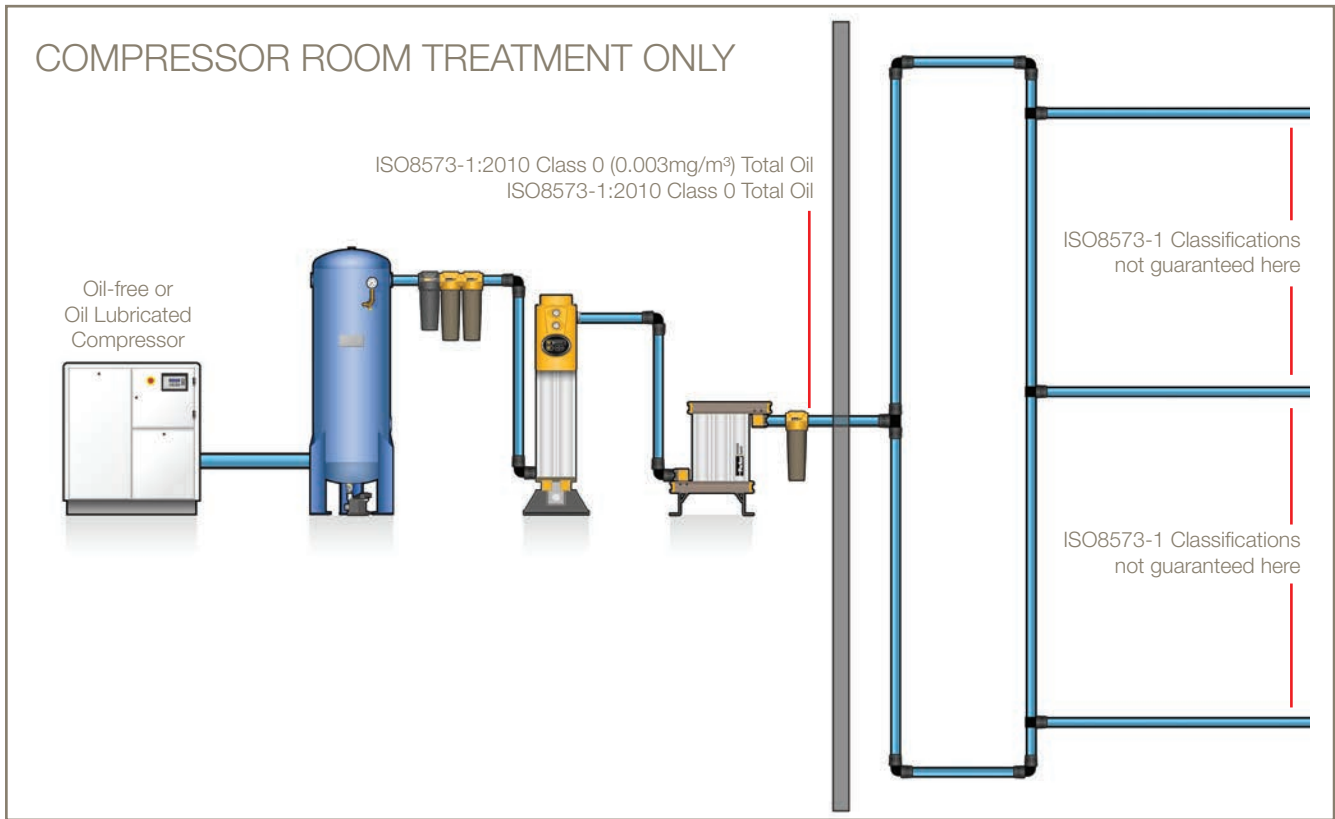 COMPRESSOR ROOM TREATMENT ONLY
ISO8573-1:2010 Class 0 (0.003mg/m³) Total Oil
ISO8573-1:2010 Class 0 Total Oil
ISO8573-1 Classifications
not guaranteed here
Oil-free or
Oil Lubricated
Compressor
ISO8573-1 Classifications
not guaranteed here